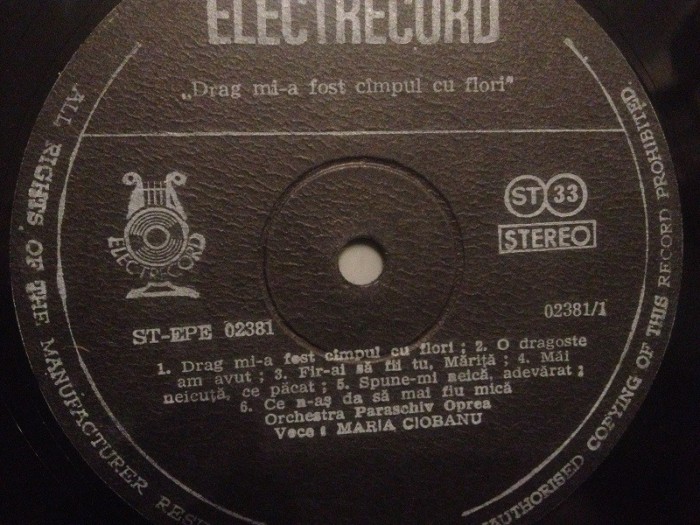 ELECTRECORD
„Drag mi-a fost cîmpul cu flori"
ALL RIGHTS OF THE MANUFACTURER RESE
AUTHORISED COPYING OF THIS RECORD PROHIBITED.
ELECTRECORD
ST 33
STEREO
ST-EPE 02381
02381/1
1. Drag mi-a fost cîmpul cu flori ; 2. O dragoste
am avut ; 3. Fir-ai să fii tu, Măriță ; 4. Măi
neicuță, ce păcat ; 5. Spune-mi neică, adevărat ;
6. Ce n-aș da să mai fiu mică
Orchestra Paraschiv Oprea
Voce : MARIA CIOBANU